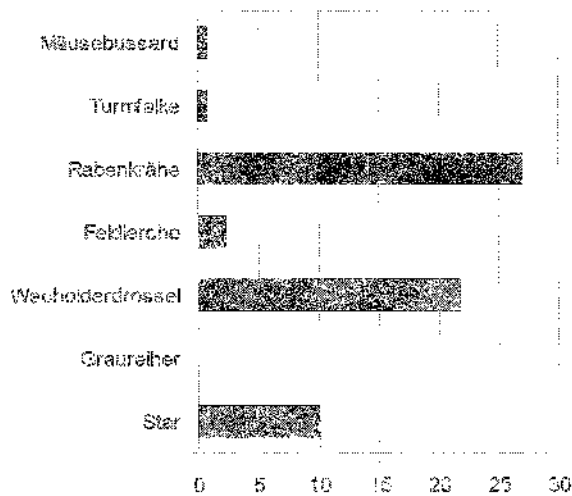 Mäusebussard
Turmfalke
Rabenkrähe
Feldlerche
Wacholderdrossel
Graureiher
Star
0 5 10 15 20 25 30